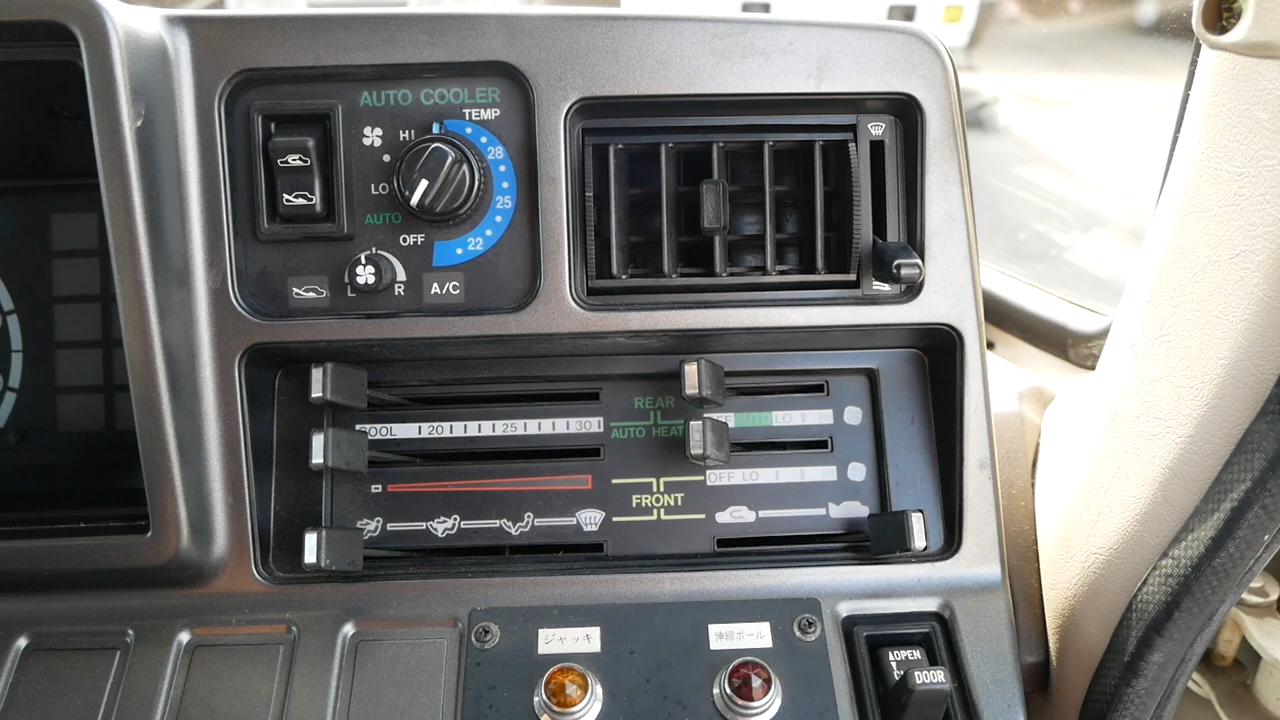 AUTO COOLER
TEMP
HI
28
LO
25
AUTO
OFF
22
L R
A/C
REAR
COOL 20 25 30
AUTO HEAT
AUTO LO
OFF LO
FRONT
ジャッキ
伸縮ポール
OPEN
DOOR